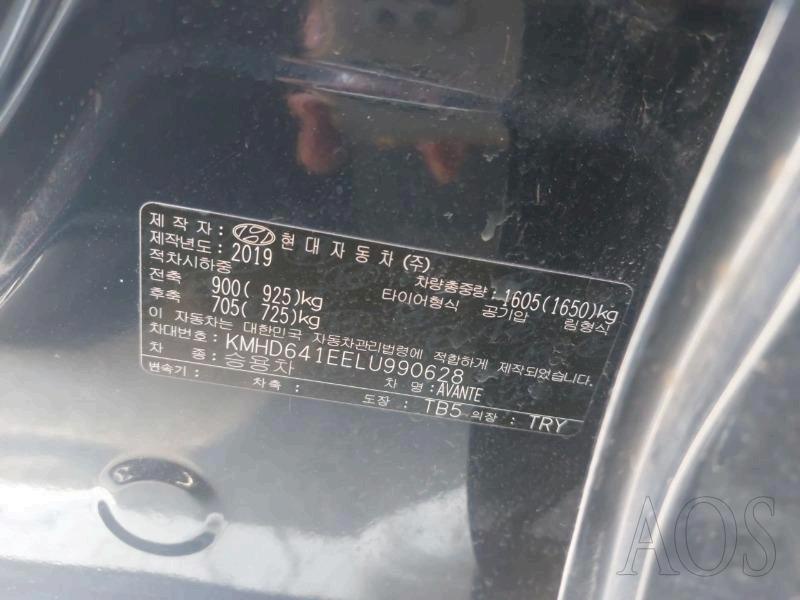 제 작 자 : 현대자동차(주)
제작년도 : 2019
적차시하중 차량총중량 : 1605(1650)kg
전축 900( 925)kg 타이어형식 공기압 림형식
후축 705( 725)kg
이 자동차는 대한민국 자동차관리법령에 적합하게 제작되었습니다.
차대번호 : KMHD641EELU990628
차 종 : 승용차 차 명 : AVANTE
변속기 : 차축 : 도장 : TB5 의장 : TRY
AOS